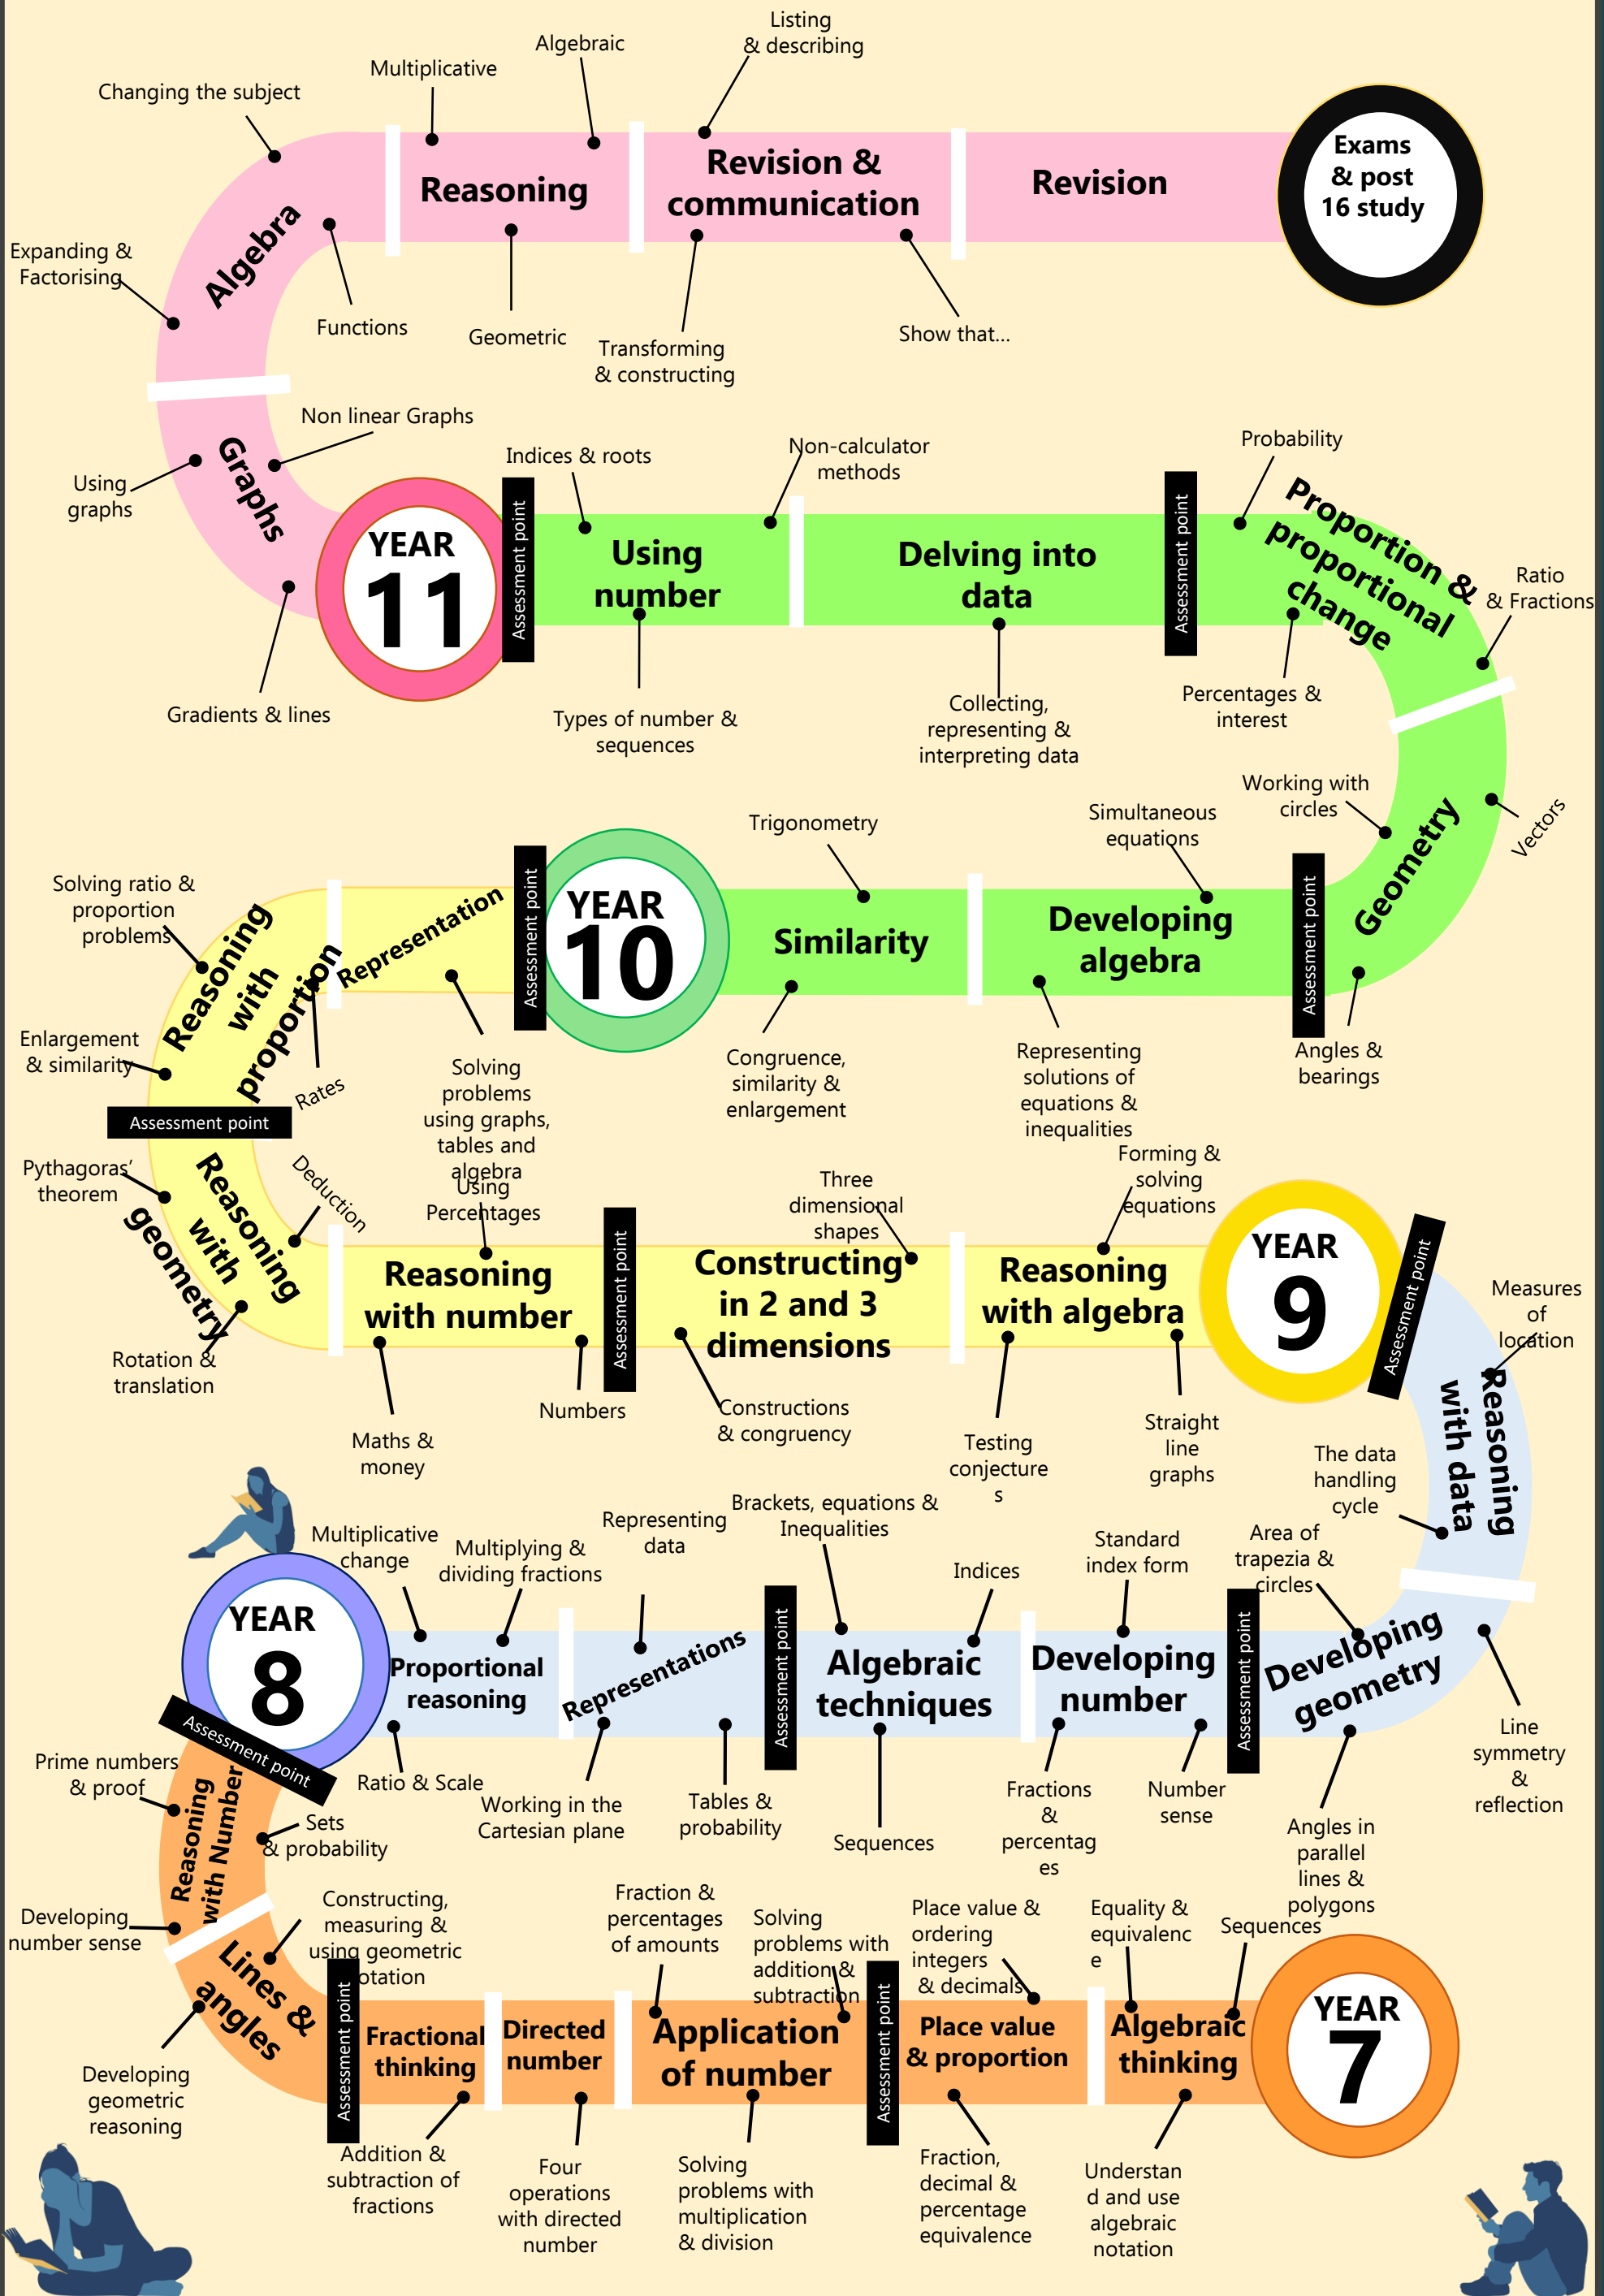 Listing
& describing
Algebraic
Multiplicative
Changing the subject
Exams
& post
16 study
Revision &
communication
Revision
Reasoning
Algebra
Expanding &
Factorising
Functions
Geometric
Transforming
& constructing
Show that...
Non linear Graphs
Graphs
Using
graphs
Gradients & lines
YEAR
11
Assessment point
Indices & roots
Non-calculator
methods
Using
number
Types of number &
sequences
Delving into
data
Collecting,
representing &
interpreting data
Assessment point
Probability
Proportion &
proportional
change
Ratio
& Fractions
Percentages &
interest
Working with
circles
Vectors
Geometry
Angles &
bearings
Assessment point
Simultaneous
equations
Developing
algebra
Representing
solutions of
equations &
inequalities
Trigonometry
Similarity
Congruence,
similarity &
enlargement
YEAR
10
Assessment point
Representation
Solving
problems
using graphs,
tables and
algebra
Solving ratio &
proportion
problems
Reasoning
with
proportion
Enlargement
& similarity
Rates
Assessment point
Pythagoras’
theorem
Deduction
Reasoning
with
geometry
Rotation &
translation
Using
Percentages
Reasoning
with number
Maths &
money
Numbers
Assessment point
Three
dimensional
shapes
Constructing
in 2 and 3
dimensions
Constructions
& congruency
Forming &
solving
equations
Reasoning
with algebra
Testing
conjecture
s
Straight
line
graphs
YEAR
9
Assessment point
Measures
of
location
Reasoning
with data
The data
handling
cycle
Area of
trapezia &
circles
Developing
geometry
Line
symmetry
&
reflection
Angles in
parallel
lines &
polygons
Assessment point
Standard
index form
Developing
number
Fractions
&
percentag
es
Number
sense
Brackets, equations &
Inequalities
Indices
Algebraic
techniques
Sequences
Assessment point
Representing
data
Representations
Working in the
Cartesian plane
Tables &
probability
Multiplicative
change
Multiplying &
dividing fractions
Proportional
reasoning
Ratio & Scale
YEAR
8
Assessment point
Prime numbers
& proof
Reasoning
with Number
Sets
& probability
Developing
number sense
Constructing,
measuring &
using geometric
otation
Lines &
angles
Developing
geometric
reasoning
Assessment point
Fractional
thinking
Addition &
subtraction of
fractions
Directed
number
Four
operations
with directed
number
Fraction &
percentages
of amounts
Solving
problems with
addition &
subtraction
Application
of number
Solving
problems with
multiplication
& division
Assessment point
Place value &
ordering
integers
& decimals
Place value
& proportion
Fraction,
decimal &
percentage
equivalence
Equality &
equivalenc
e
Sequences
Algebraic
thinking
Understan
d and use
algebraic
notation
YEAR
7